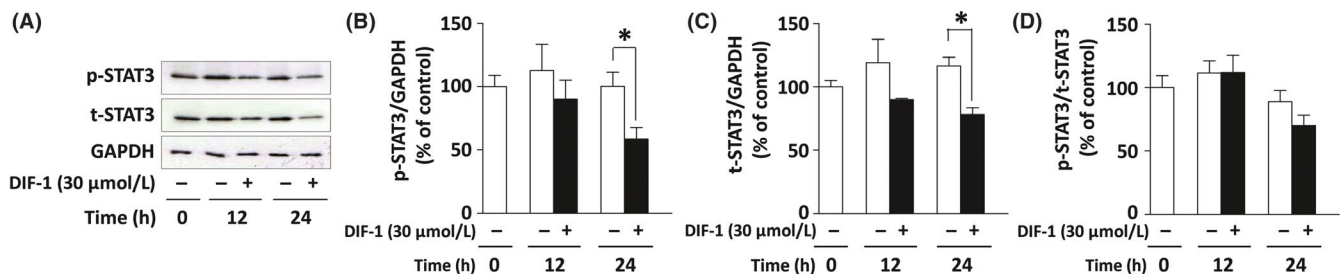 (A)
p-STAT3
t-STAT3
GAPDH
DIF-1 (30 μmol/L) – – + – +
Time (h) 0 12 24
(B)
p-STAT3/GAPDH
(% of control)
150
100
50
0
*
DIF-1 (30 μmol/L) – – + – +
Time (h) 0 12 24
(C)
t-STAT3/GAPDH
(% of control)
150
100
50
0
*
DIF-1 (30 μmol/L) – – + – +
Time (h) 0 12 24
(D)
p-STAT3/t-STAT3
(% of control)
150
100
50
0
DIF-1 (30 μmol/L) – – + – +
Time (h) 0 12 24